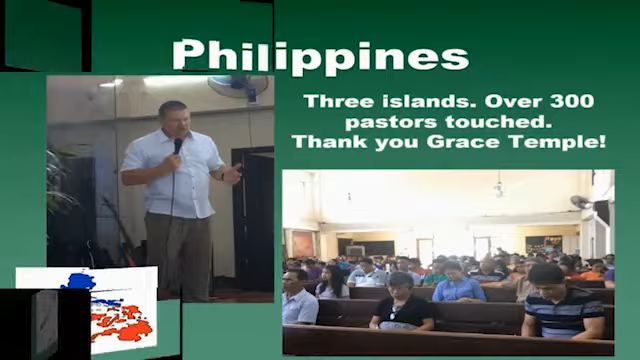 Philippines
Three islands. Over 300
pastors touched.
Thank you Grace Temple!